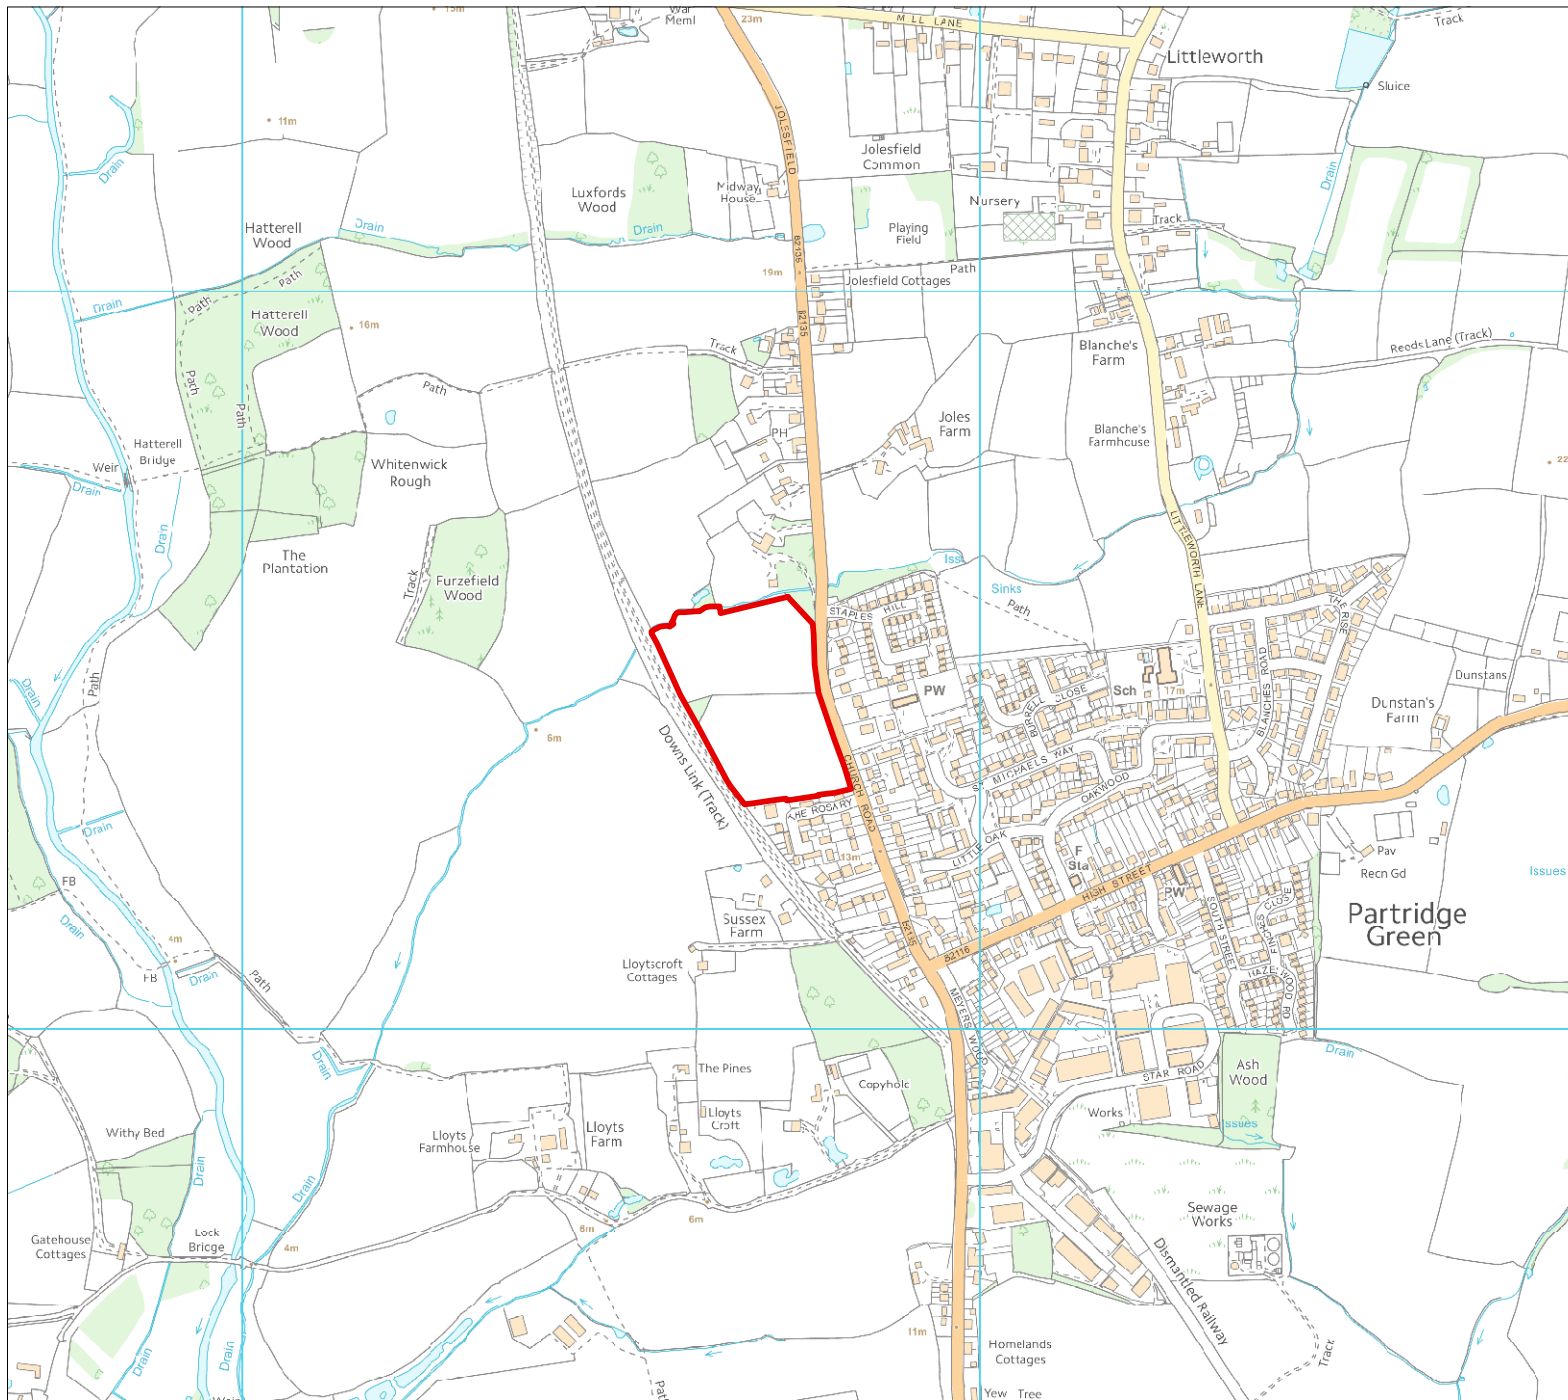 War
Meml
23m
MILL LANE
Track
Littleworth
Sluice
11m
JOLESFIELD
Jolesfield
Common
Drain
Drain
Luxfords
Wood
Midway
House
Nursery
Track
Hatterell
Wood
Drain
Drain
B2135
Playing
Field
Path
19m
Jolesfield Cottages
Path
Path
Drain
Hatterell
Wood
16m
B2135
Track
Blanche's
Farm
Reeds Lane (Track)
Path
Path
Path
Joles
Farm
PH
Blanche's
Farmhouse
Hatterell
Bridge
Weir
Drain
Whitenwick
Rough
Drain
The
Plantation
Track
Furzefield
Wood
LITTLEWORTH LANE
Iss
Sinks
Path
STAPLES HILL
THE RISE
Path
Drain
PW
BURRELL CLOSE
Sch
17m
BLANCHES ROAD
Dunstans
Dunstan's
Farm
6m
Downs Link (Track)
CHURCH ROAD
MICHAELS WAY
OAKWOOD
THE ROSARY
Drain
LITTLE OAK
F
Sta
13m
HIGH STREET
PW
Pav
Recn Gd
Issues
FB
Drain
Sussex
Farm
SOUTH STREET
FINCHES CLOSE
Partridge
Green
4m
FB
Drain
Path
Lloytscroft
Cottages
B2135
B2116
HAZELWOOD RD
MEYERS WOOD
Drain
Drain
The Pines
Copyhold
STAR ROAD
Ash
Wood
Works
Issues
Withy Bed
Lloyts
Farmhouse
Lloyts
Farm
Lloyts
Croft
Drain
Drain
Sewage
Works
Gatehouse
Cottages
Lock
Bridge
4m
6m
6m
Dismantled Railway
11m
Homelands
Cottages
Track
Drain
Drain
Yew Tree